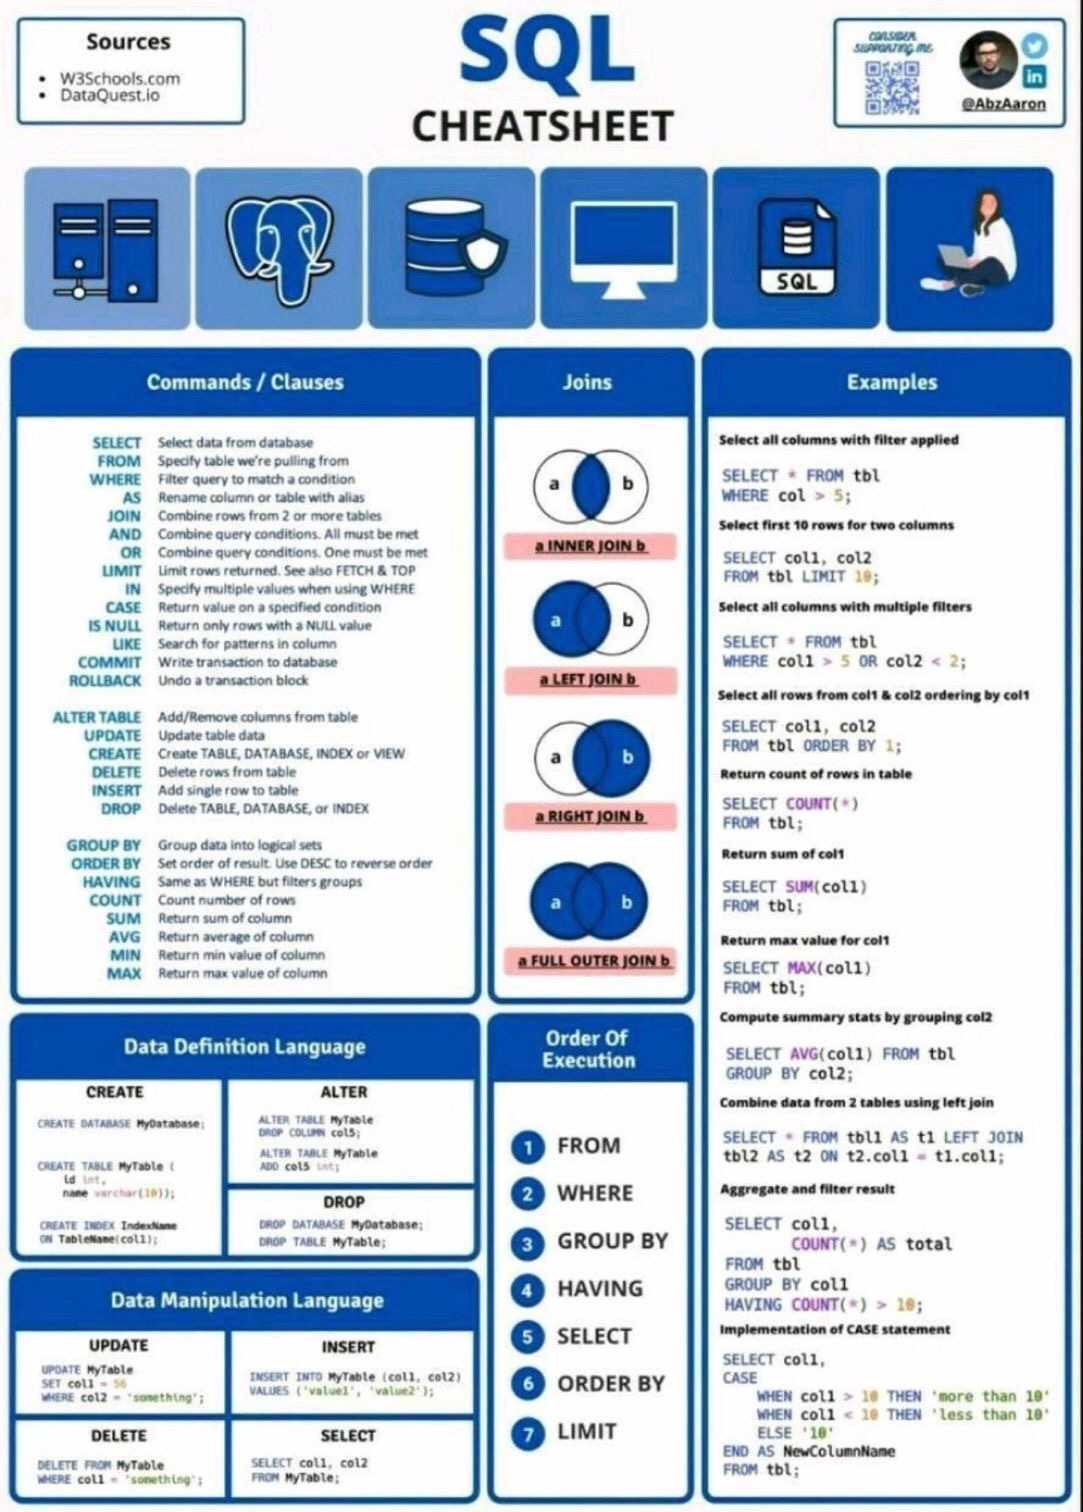 Sources
• W3Schools.com
• DataQuest.io
SQL
CHEATSHEET
CONSIDER
SUPPORTING ME
in
@AbzAaron
SQL
Commands / Clauses
SELECT Select data from database
FROM Specify table we're pulling from
WHERE Filter query to match a condition
AS Rename column or table with alias
JOIN Combine rows from 2 or more tables
AND Combine query conditions. All must be met
OR Combine query conditions. One must be met
LIMIT Limit rows returned. See also FETCH & TOP
IN Specify multiple values when using WHERE
CASE Return value on a specified condition
IS NULL Return only rows with a NULL value
LIKE Search for patterns in column
COMMIT Write transaction to database
ROLLBACK Undo a transaction block
ALTER TABLE Add/Remove columns from table
UPDATE Update table data
CREATE Create TABLE, DATABASE, INDEX or VIEW
DELETE Delete rows from table
INSERT Add single row to table
DROP Delete TABLE, DATABASE, or INDEX
GROUP BY Group data into logical sets
ORDER BY Set order of result. Use DESC to reverse order
HAVING Same as WHERE but filters groups
COUNT Count number of rows
SUM Return sum of column
AVG Return average of column
MIN Return min value of column
MAX Return max value of column
Joins
a b
a INNER JOIN b
a b
a LEFT JOIN b
a b
a RIGHT JOIN b
a b
a FULL OUTER JOIN b
Examples
Select all columns with filter applied
SELECT * FROM tbl
WHERE col > 5;
Select first 10 rows for two columns
SELECT col1, col2
FROM tbl LIMIT 10;
Select all columns with multiple filters
SELECT * FROM tbl
WHERE col1 > 5 OR col2 < 2;
Select all rows from col1 & col2 ordering by col1
SELECT col1, col2
FROM tbl ORDER BY 1;
Return count of rows in table
SELECT COUNT(*)
FROM tbl;
Return sum of col1
SELECT SUM(col1)
FROM tbl;
Return max value for col1
SELECT MAX(col1)
FROM tbl;
Compute summary stats by grouping col2
SELECT AVG(col1) FROM tbl
GROUP BY col2;
Combine data from 2 tables using left join
SELECT * FROM tbl1 AS t1 LEFT JOIN
tbl2 AS t2 ON t2.col1 = t1.col1;
Aggregate and filter result
SELECT col1,
COUNT(*) AS total
FROM tbl
GROUP BY col1
HAVING COUNT(*) > 10;
Implementation of CASE statement
SELECT col1,
CASE
WHEN col1 > 10 THEN 'more than 10'
WHEN col1 < 10 THEN 'less than 10'
ELSE '10'
END AS NewColumnName
FROM tbl;
Data Definition Language
CREATE
CREATE DATABASE MyDatabase;
CREATE TABLE MyTable (
id int,
name varchar(10));
CREATE INDEX IndexName
ON TableName(col1);
ALTER
ALTER TABLE MyTable
DROP COLUMN col5;
ALTER TABLE MyTable
ADD col5 int;
DROP
DROP DATABASE MyDatabase;
DROP TABLE MyTable;
Data Manipulation Language
UPDATE
UPDATE MyTable
SET col1 = 56
WHERE col2 = 'something';
INSERT
INSERT INTO MyTable (col1, col2)
VALUES ('value1', 'value2');
DELETE
DELETE FROM MyTable
WHERE col1 = 'something';
SELECT
SELECT col1, col2
FROM MyTable;
Order Of
Execution
1 FROM
2 WHERE
3 GROUP BY
4 HAVING
5 SELECT
6 ORDER BY
7 LIMIT